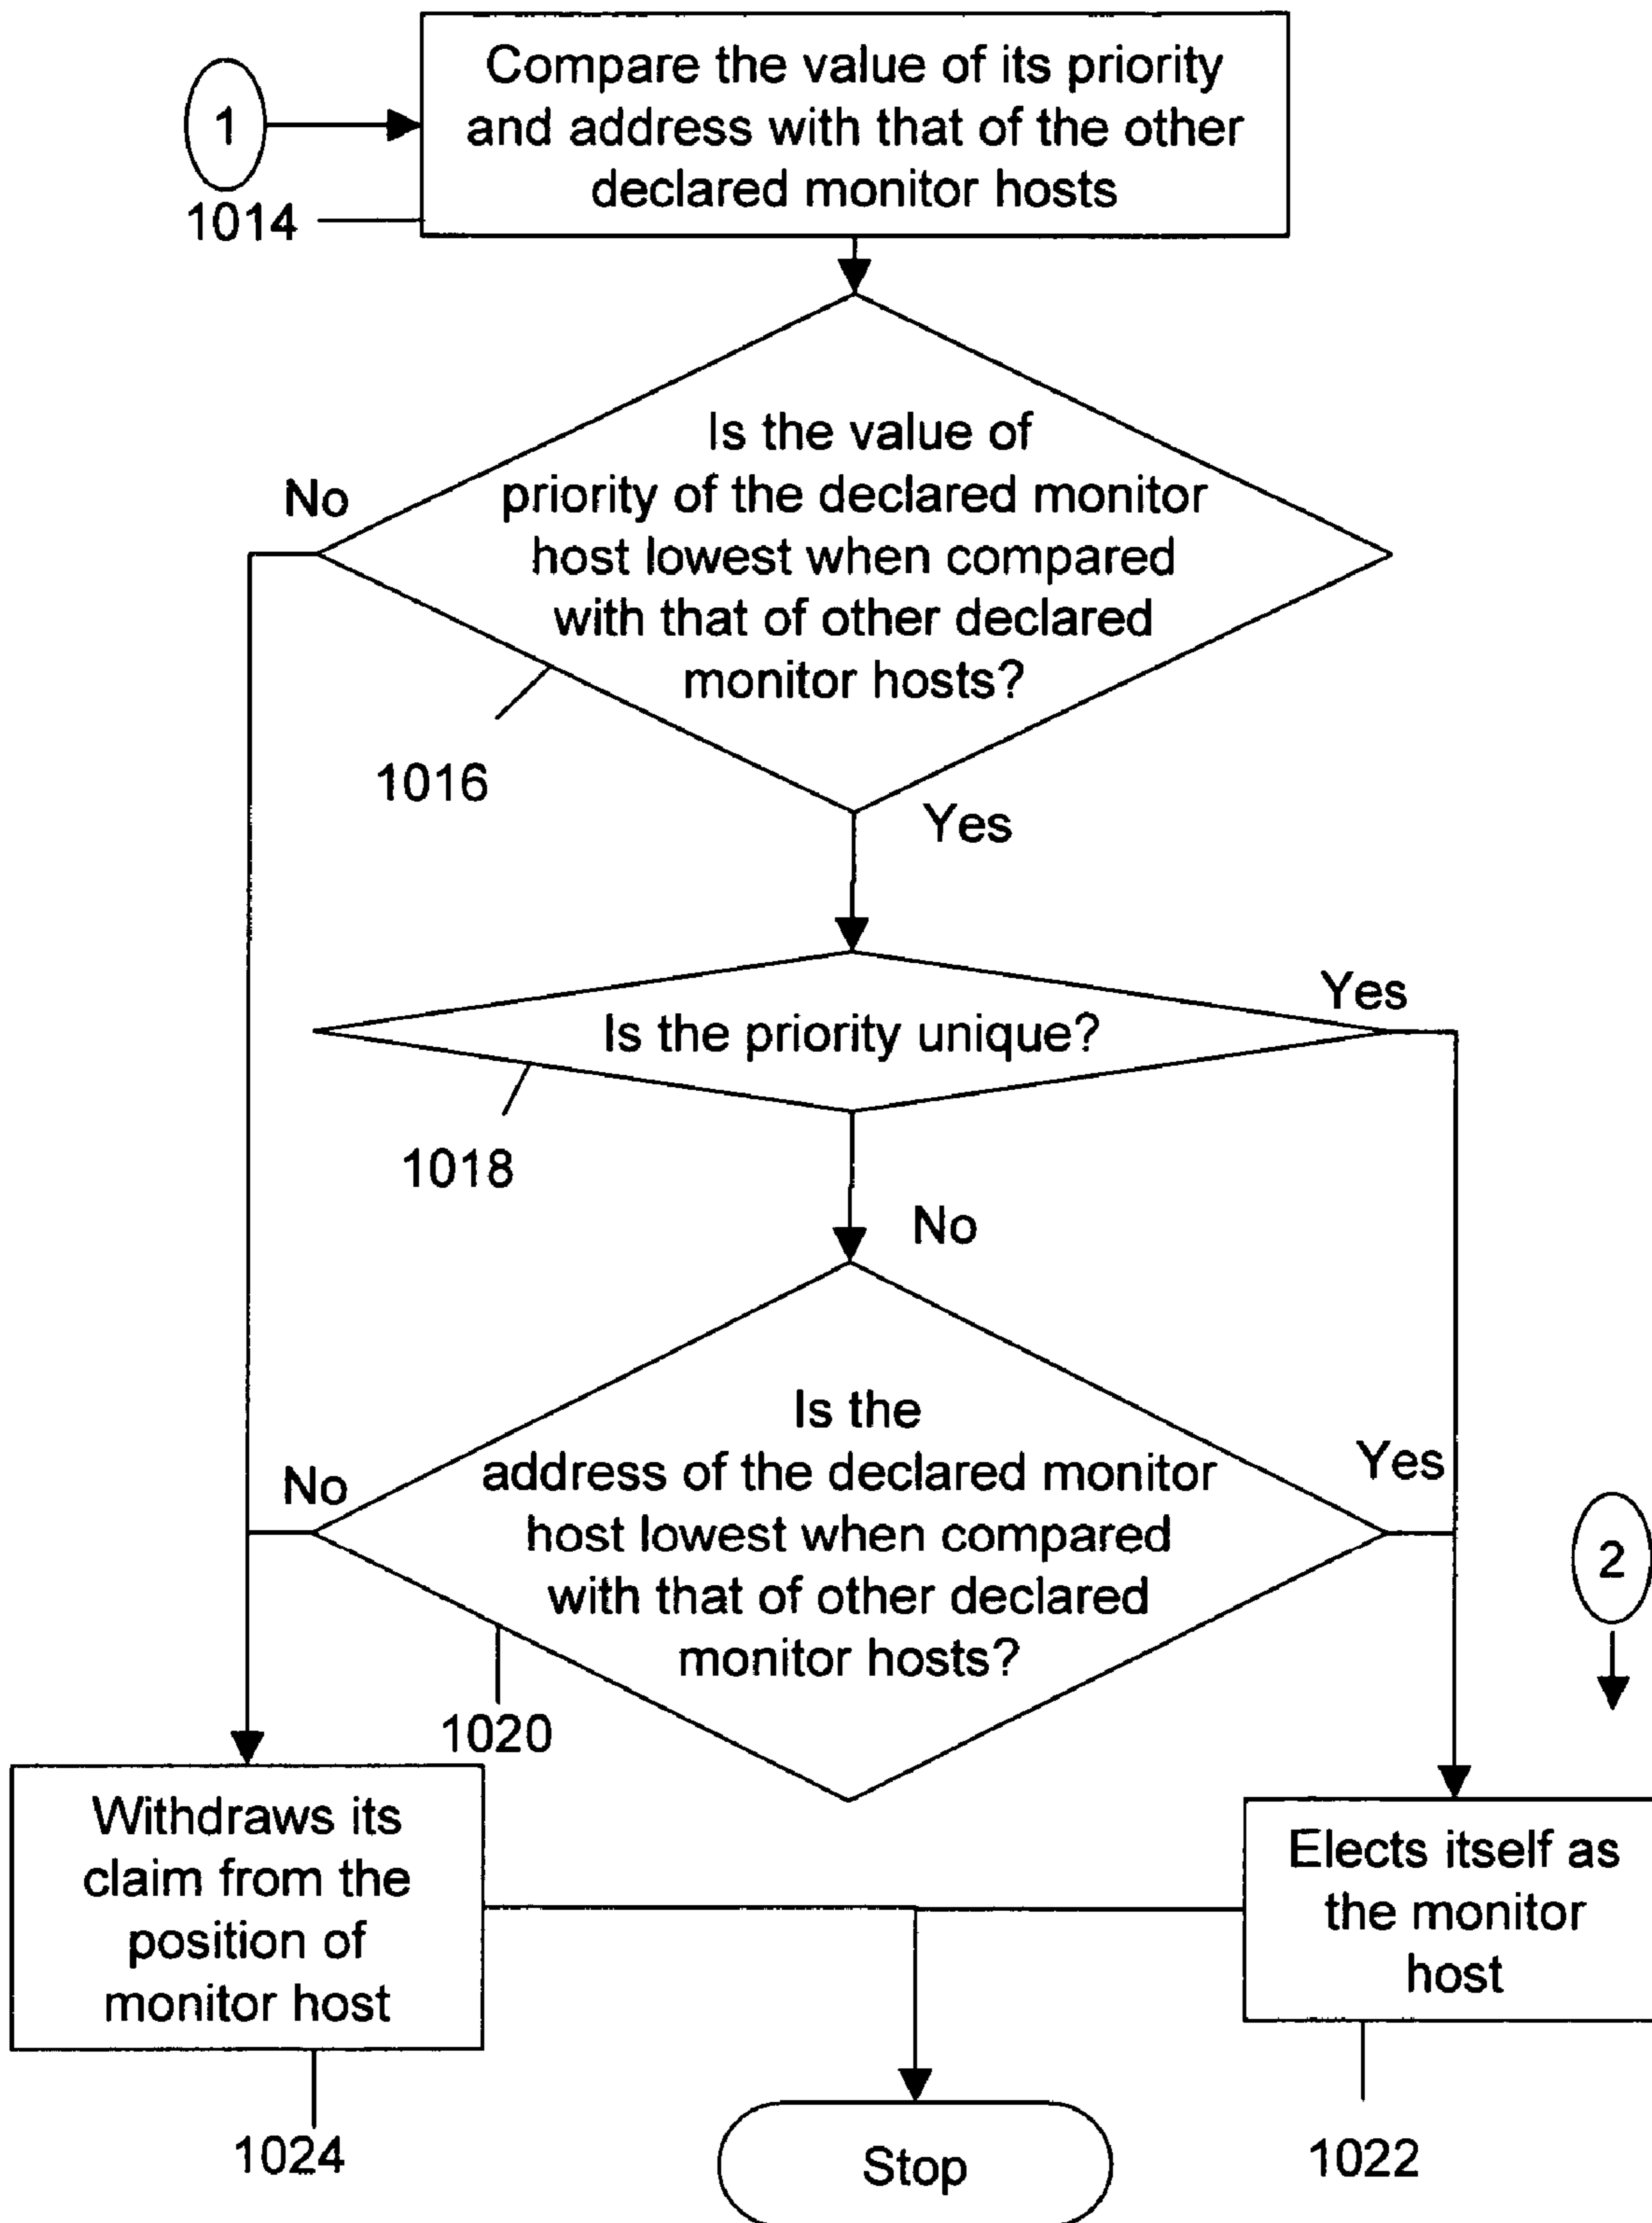 Compare the value of its priority
and address with that of the other
declared monitor hosts
1
1014
Is the value of
priority of the declared monitor
host lowest when compared
with that of other declared
monitor hosts?
No
1016
Yes
Is the priority unique?
Yes
1018
No
Is the
address of the declared monitor
host lowest when compared
with that of other declared
monitor hosts?
No
Yes
2
1020
Withdraws its
claim from the
position of
monitor host
Elects itself as
the monitor
host
1024
Stop
1022